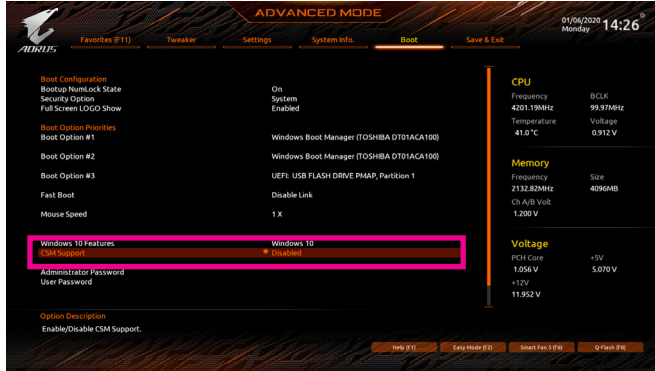 ADVANCED MODE
01/06/2020 Monday 14:26
AORUS
Favorites (F11) Tweaker Settings System Info. Boot Save & Exit
Boot Configuration
Bootup NumLock State On
Security Option System
Full Screen LOGO Show Enabled
Boot Option Priorities
Boot Option #1 Windows Boot Manager (TOSHIBA DT01ACA100)
Boot Option #2 Windows Boot Manager (TOSHIBA DT01ACA100)
Boot Option #3 UEFI: USB FLASH DRIVE PMAP, Partition 1
Fast Boot Disable Link
Mouse Speed 1 X
Windows 10 Features Windows 10
CSM Support * Disabled
Administrator Password
User Password
Option Description
Enable/Disable CSM Support.
CPU
Frequency BCLK
4201.19MHz 99.97MHz
Temperature Voltage
41.0 °C 0.912 V
Memory
Frequency Size
2132.82MHz 4096MB
Ch A/B Volt
1.200 V
Voltage
PCH Core +5V
1.056 V 5.070 V
+12V
11.952 V
Help (F1) Easy Mode (F2) Smart Fan 5 (F6) Q-Flash (F8)